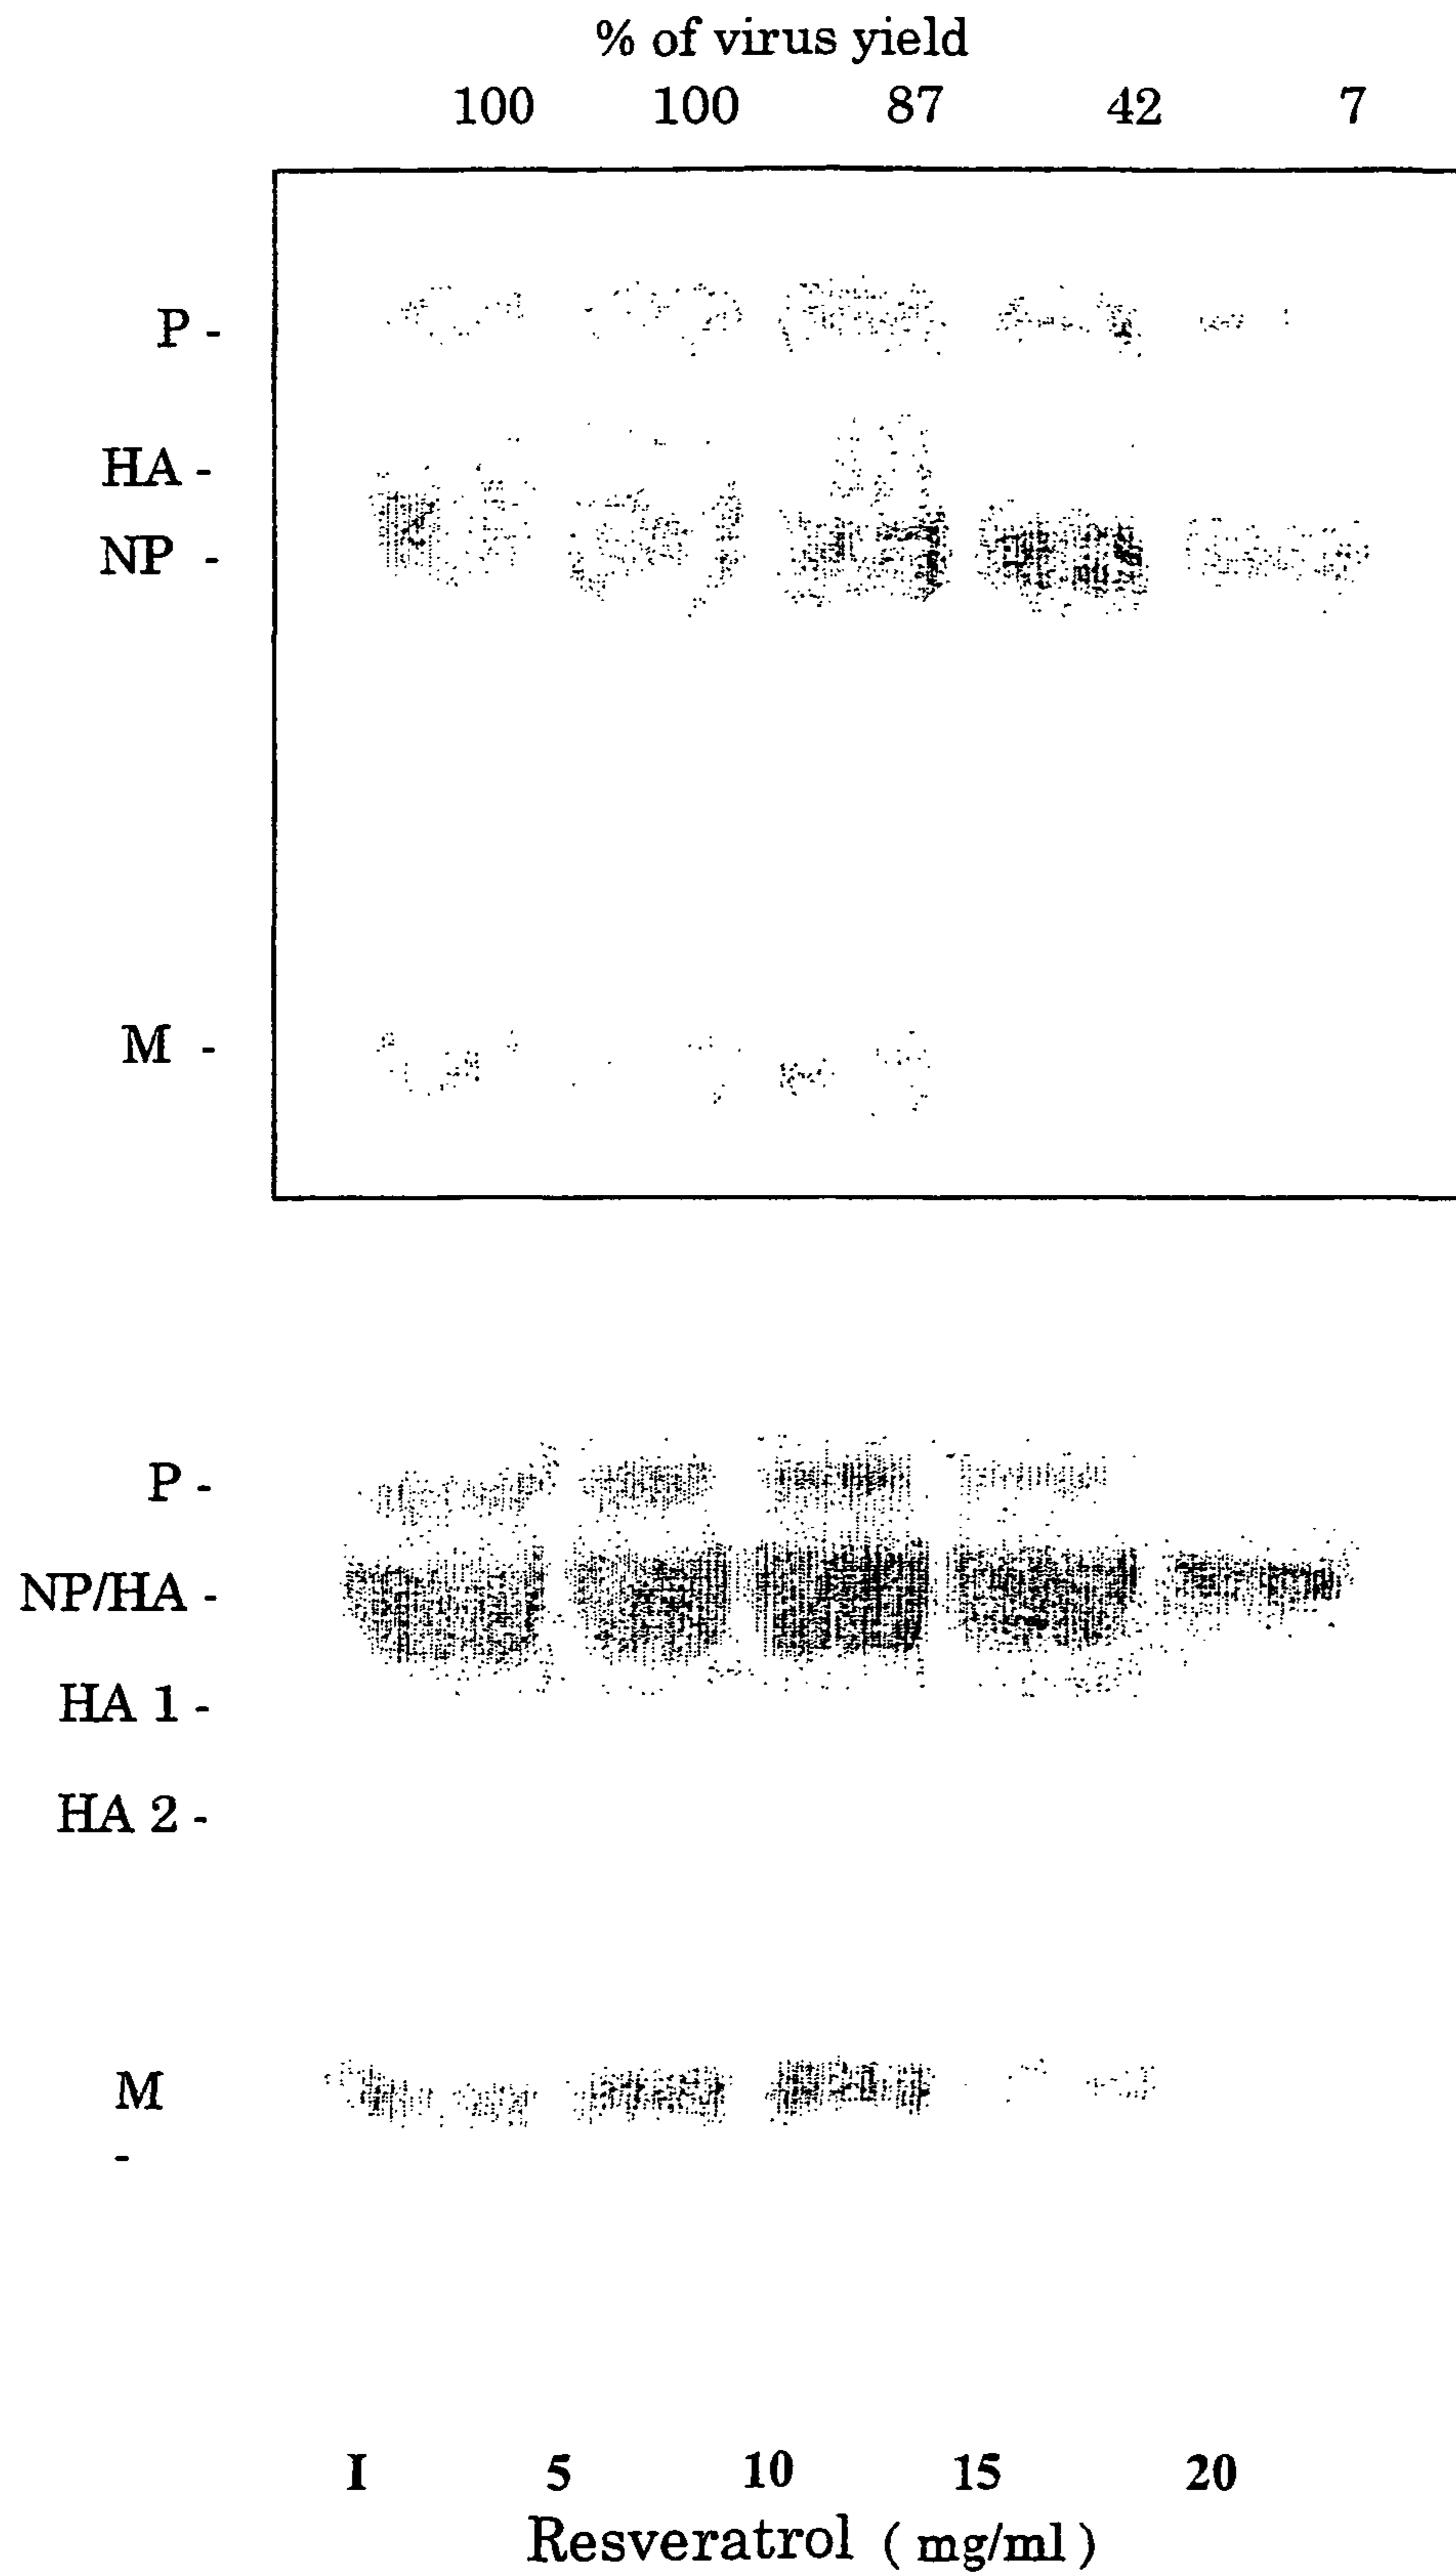 % of virus yield
100 100 87 42 7
P -
HA -
NP -
M -
P -
NP/HA -
HA 1 -
HA 2 -
M
-
I 5 10 15 20
Resveratrol ( mg/ml )